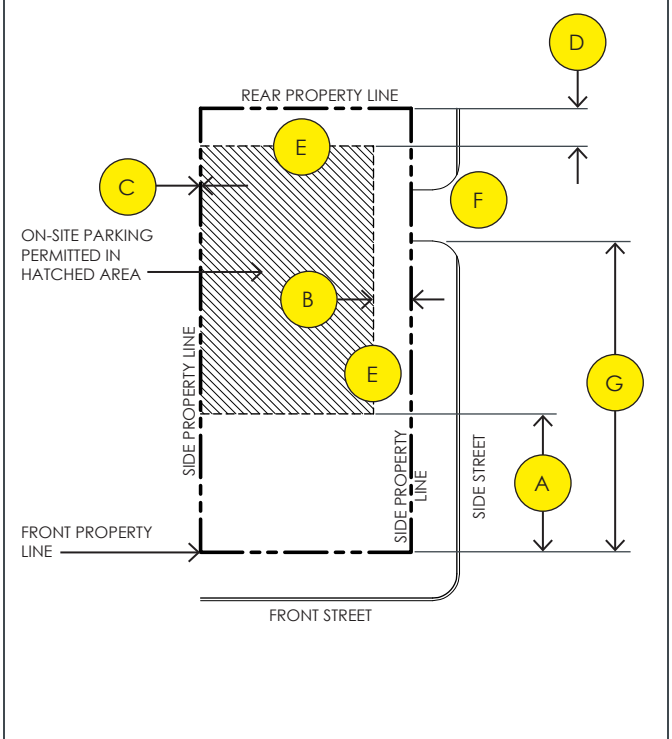 D
REAR PROPERTY LINE
E
C
F
ON-SITE PARKING
PERMITTED IN
HATCHED AREA
B
E
G
SIDE PROPERTY LINE
SIDE PROPERTY
LINE
SIDE STREET
A
FRONT PROPERTY
LINE
FRONT STREET